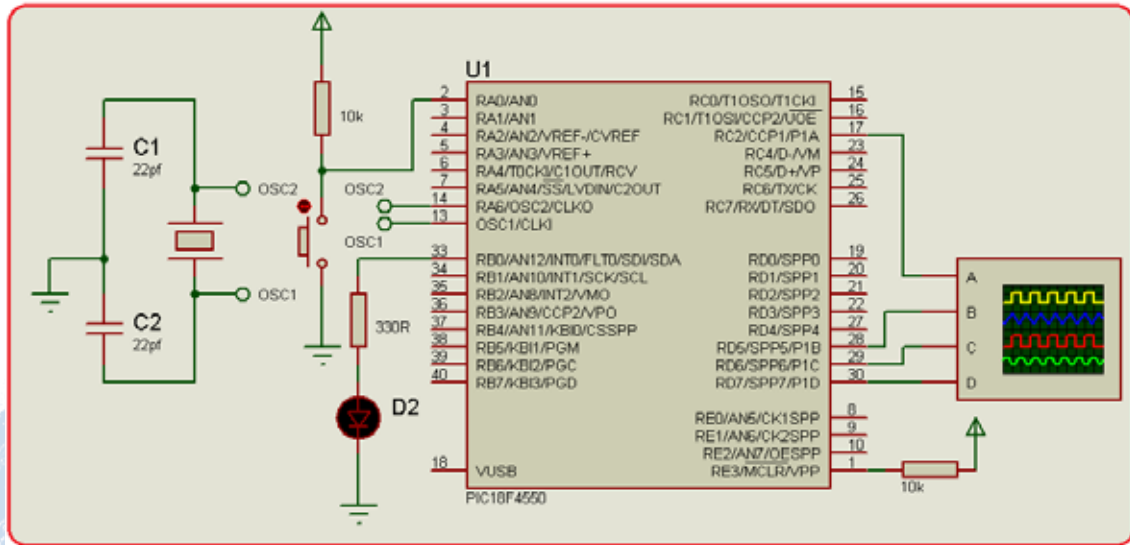 C1
22pf
C2
22pf
OSC2
OSC1
10k
OSC2
OSC1
330R
D2
U1
2 RA0/AN0
3 RA1/AN1
4 RA2/AN2/VREF-/CVREF
5 RA3/AN3/VREF+
6 RA4/T0CKI/C1OUT/RCV
7 RA5/AN4/SS/LVDIN/C2OUT
14 RA6/OSC2/CLKO
13 OSC1/CLKI
33 RB0/AN12/INT0/FLT0/SDI/SDA
34 RB1/AN10/INT1/SCK/SCL
35 RB2/AN8/INT2/VMO
36 RB3/AN9/CCP2/VPO
37 RB4/AN11/KBI0/CSSPP
38 RB5/KBI1/PGM
39 RB6/KBI2/PGC
40 RB7/KBI3/PGD
18 VUSB
RC0/T1OSO/T1CKI 15
RC1/T1OSI/CCP2/UOE 16
RC2/CCP1/P1A 17
RC4/D-/VM 23
RC5/D+/VP 24
RC6/TX/CK 25
RC7/RX/DT/SDO 26
RD0/SPP0 19
RD1/SPP1 20
RD2/SPP2 21
RD3/SPP3 22
RD4/SPP4 27
RD5/SPP5/P1B 28
RD6/SPP6/P1C 29
RD7/SPP7/P1D 30
RE0/AN5/CK1SPP 8
RE1/AN6/CK2SPP 9
RE2/AN7/OESPP 10
RE3/MCLR/VPP 1
PIC18F4550
A
B
C
D
10k